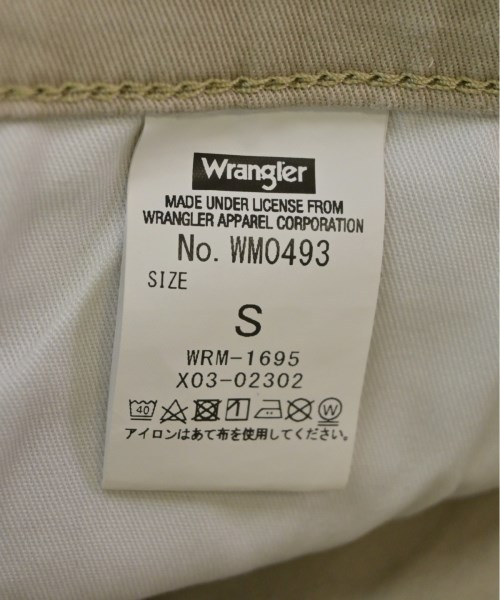 Wrangler
MADE UNDER LICENSE FROM
WRANGLER APPAREL CORPORATION
No. WM0493
SIZE
S
WRM-1695
X03-02302
40 W
アイロンはあて布を使用してください。